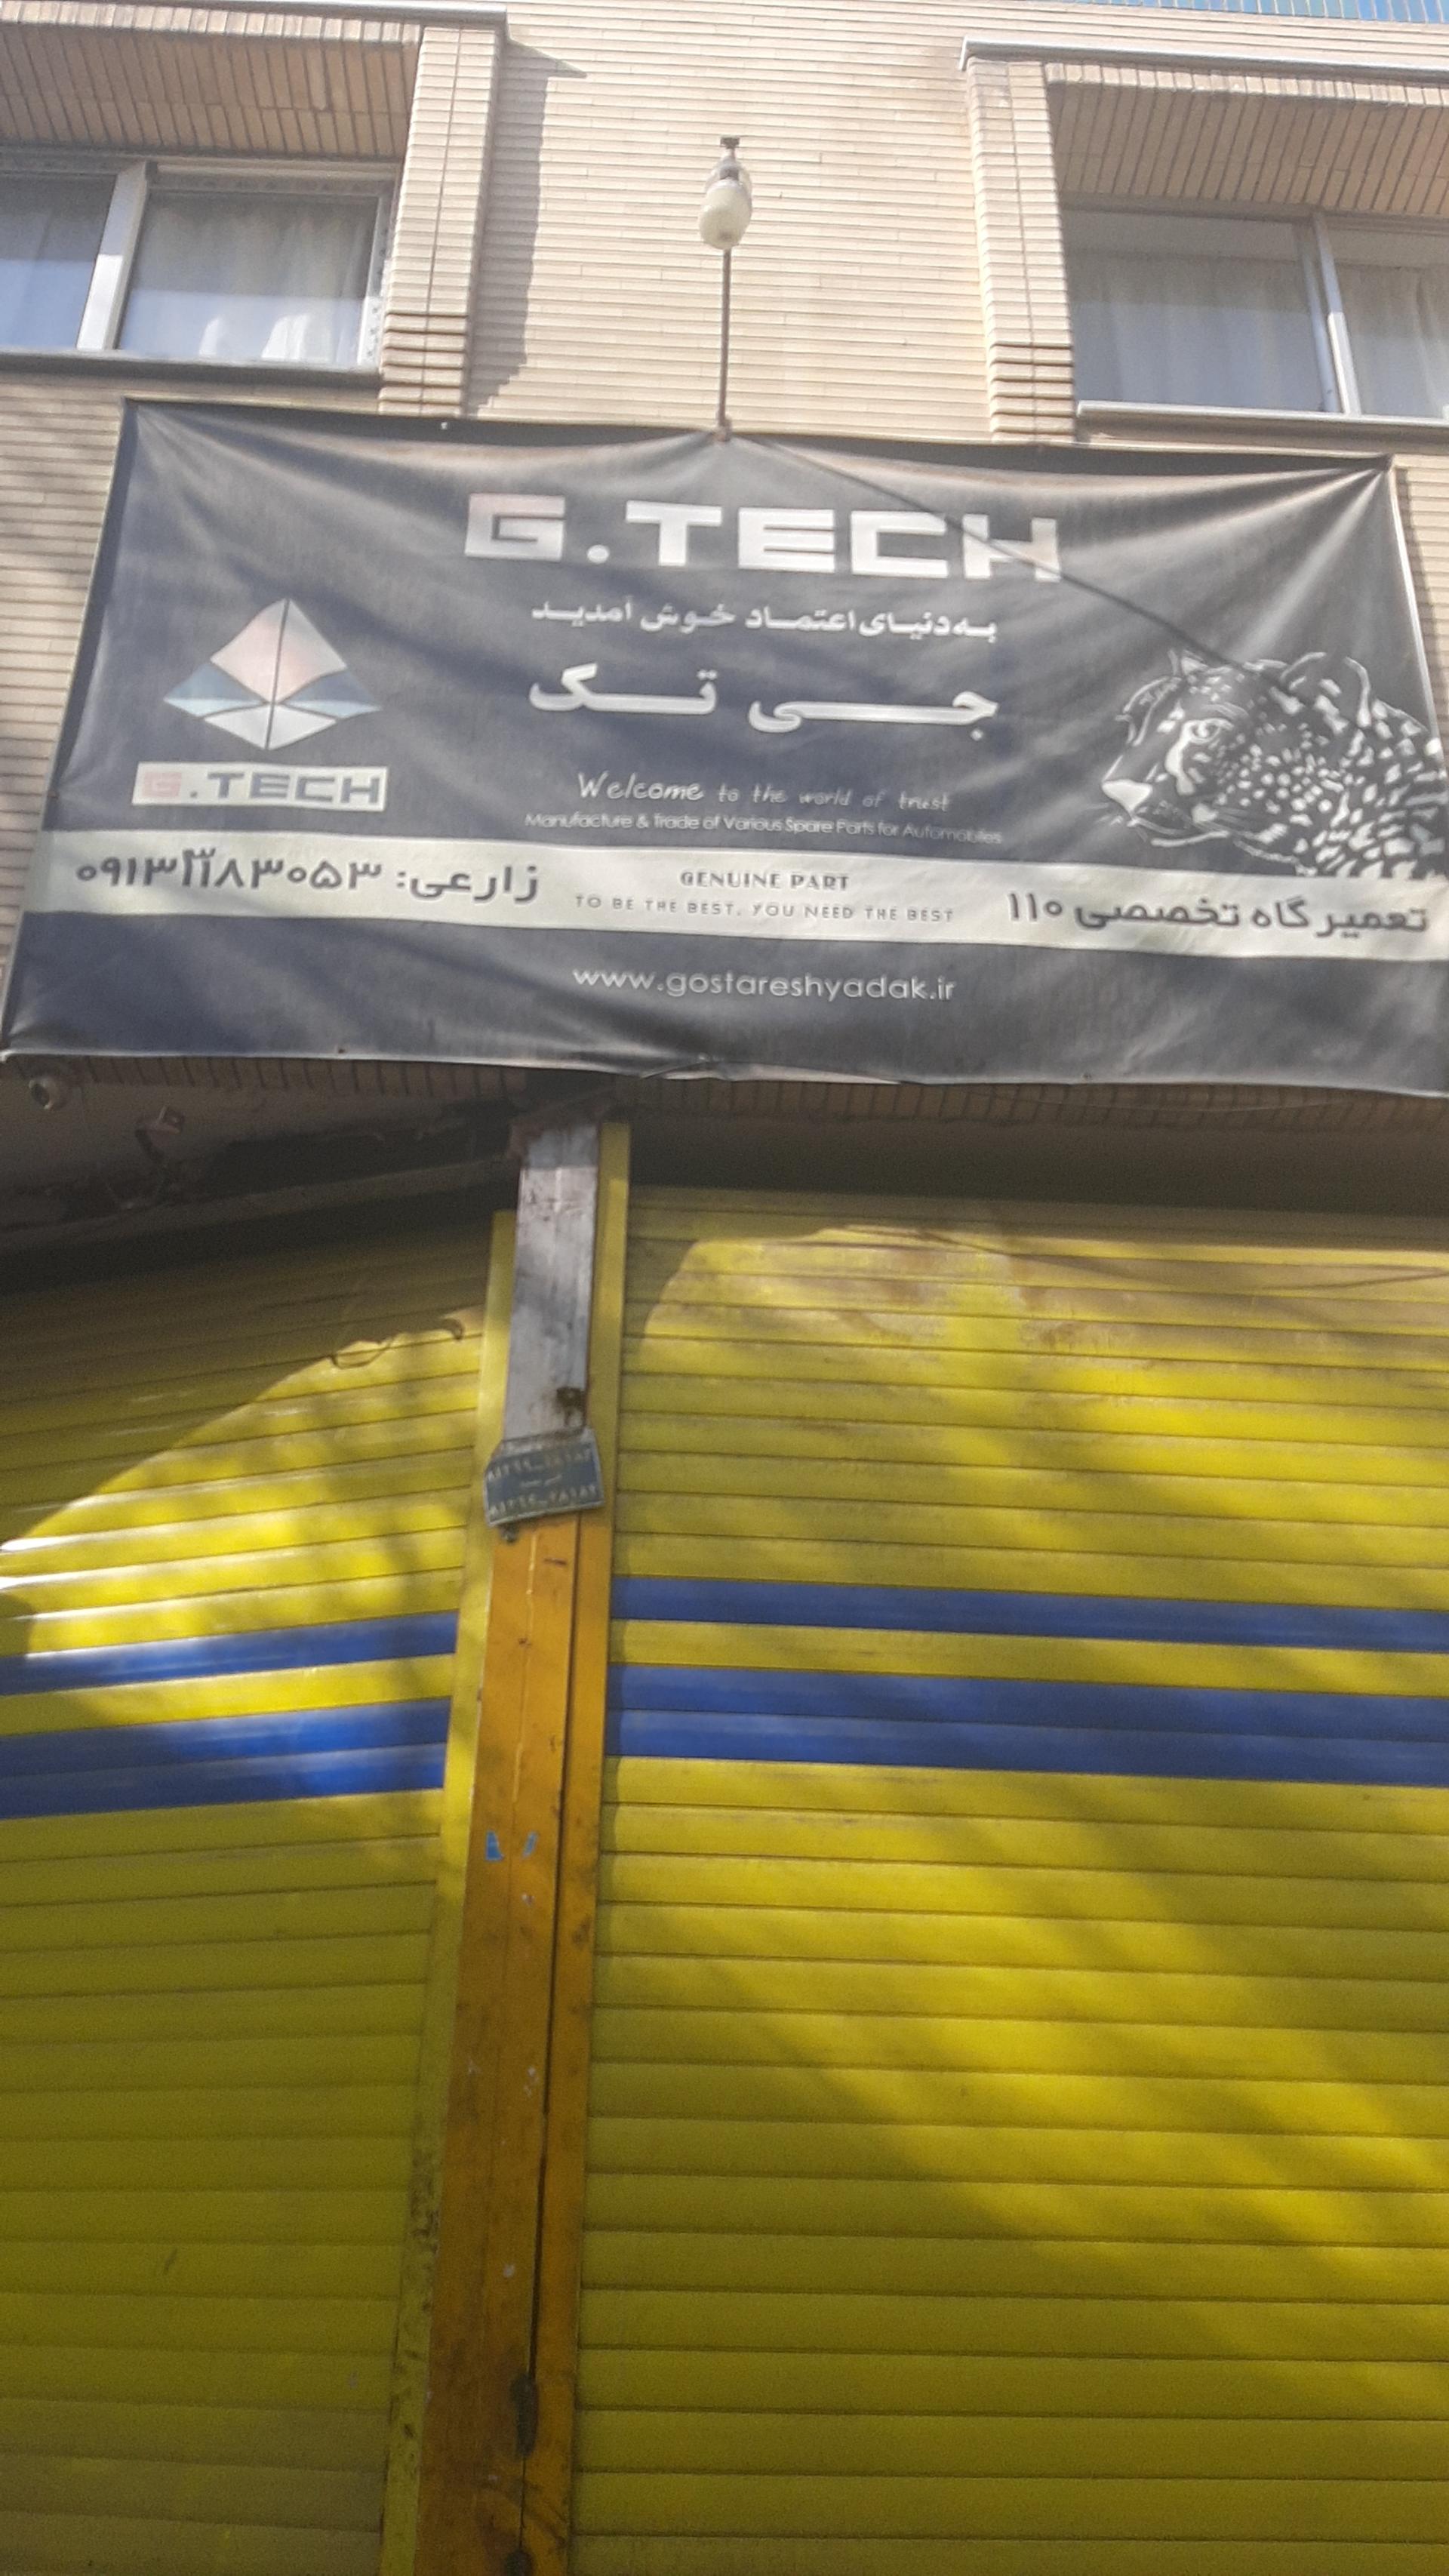 G.TECH
به دنیای اعتماد خوش آمدید
جی تک
G.TECH
Welcome to the world of trust
Manufacture & Trade of Various Spare Parts for Automobiles
تعمیرگاه تخصصی ۱۱۰
GENUINE PART
TO BE THE BEST, YOU NEED THE BEST
زارعی:
www.gostareshyadak.ir